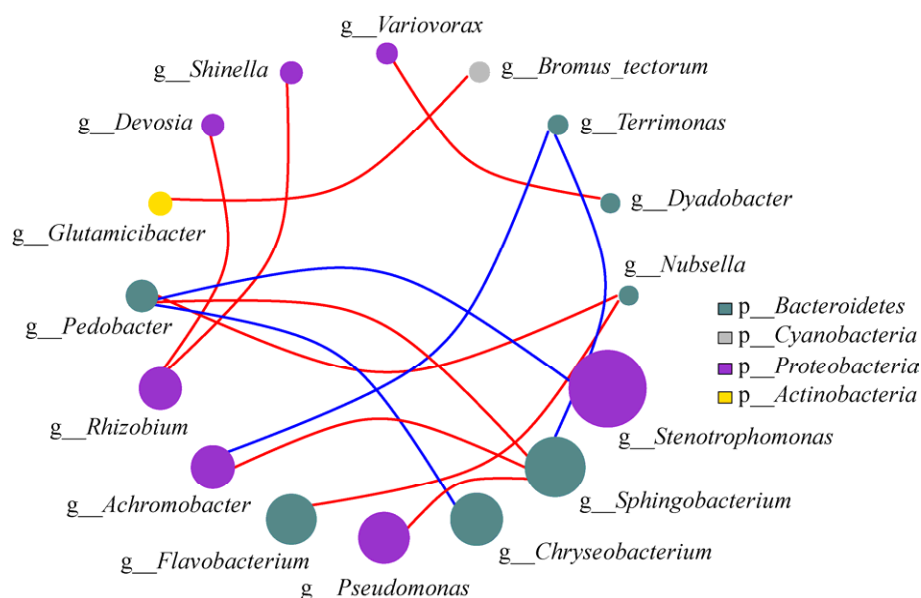 g__Variovorax
g__Shinella
g__Bromus_tectorum
g__Devosia
g__Terrimonas
g__Dyadobacter
g__Glutamicibacter
g__Nubsella
g__Pedobacter
p__Bacteroidetes
p__Cyanobacteria
p__Proteobacteria
p__Actinobacteria
g__Rhizobium
g__Stenotrophomonas
g__Achromobacter
g__Sphingobacterium
g__Flavobacterium
g__Chryseobacterium
g__Pseudomonas